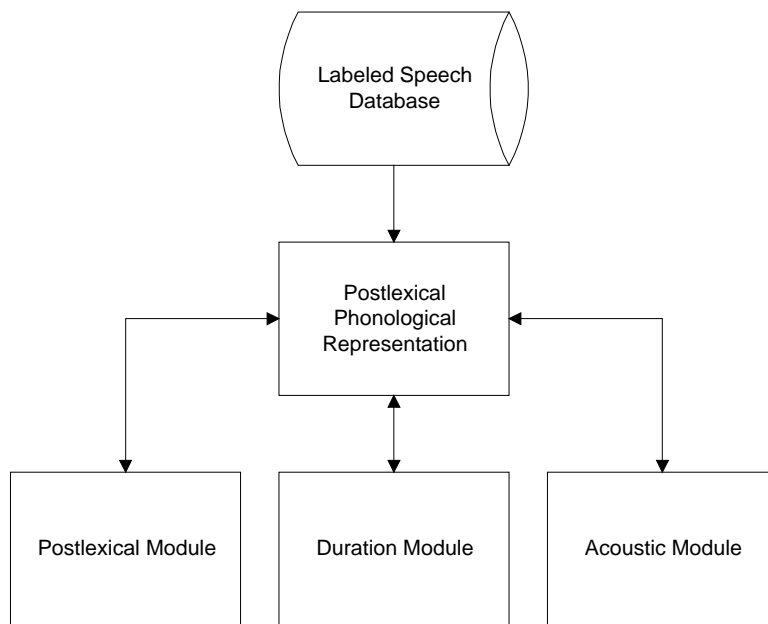 Labeled Speech
Database
Postlexical
Phonological
Representation
Postlexical Module
Duration Module
Acoustic Module